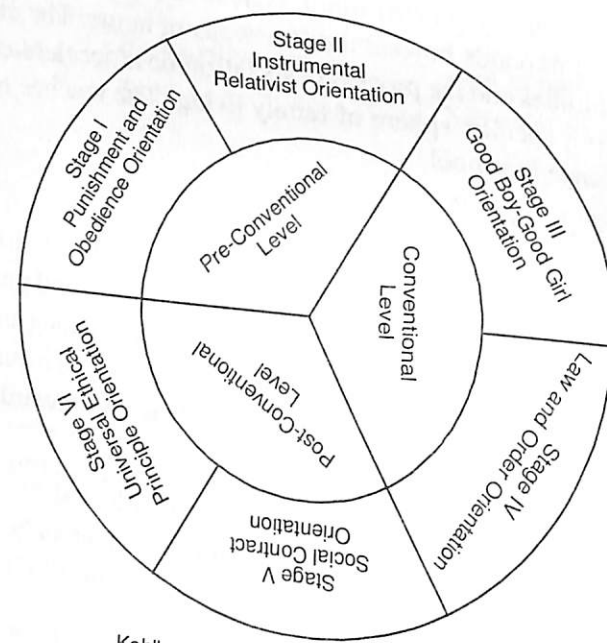 Stage I
Punishment and
Obedience Orientation
Stage II
Instrumental
Relativist Orientation
Stage III
Good Boy-Good Girl
Orientation
Stage IV
Law and Order Orientation
Stage V
Social Contract
Orientation
Stage VI
Universal Ethical
Principle Orientation
Pre-Conventional
Level
Conventional
Level
Post-Conventional
Level